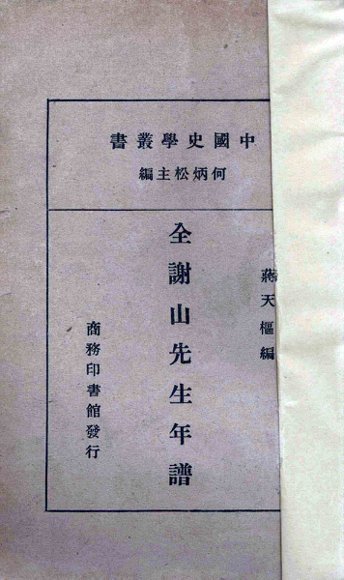 中國史學叢書
何炳松主編
蔣天樞編
全謝山先生年譜
商務印書館發行